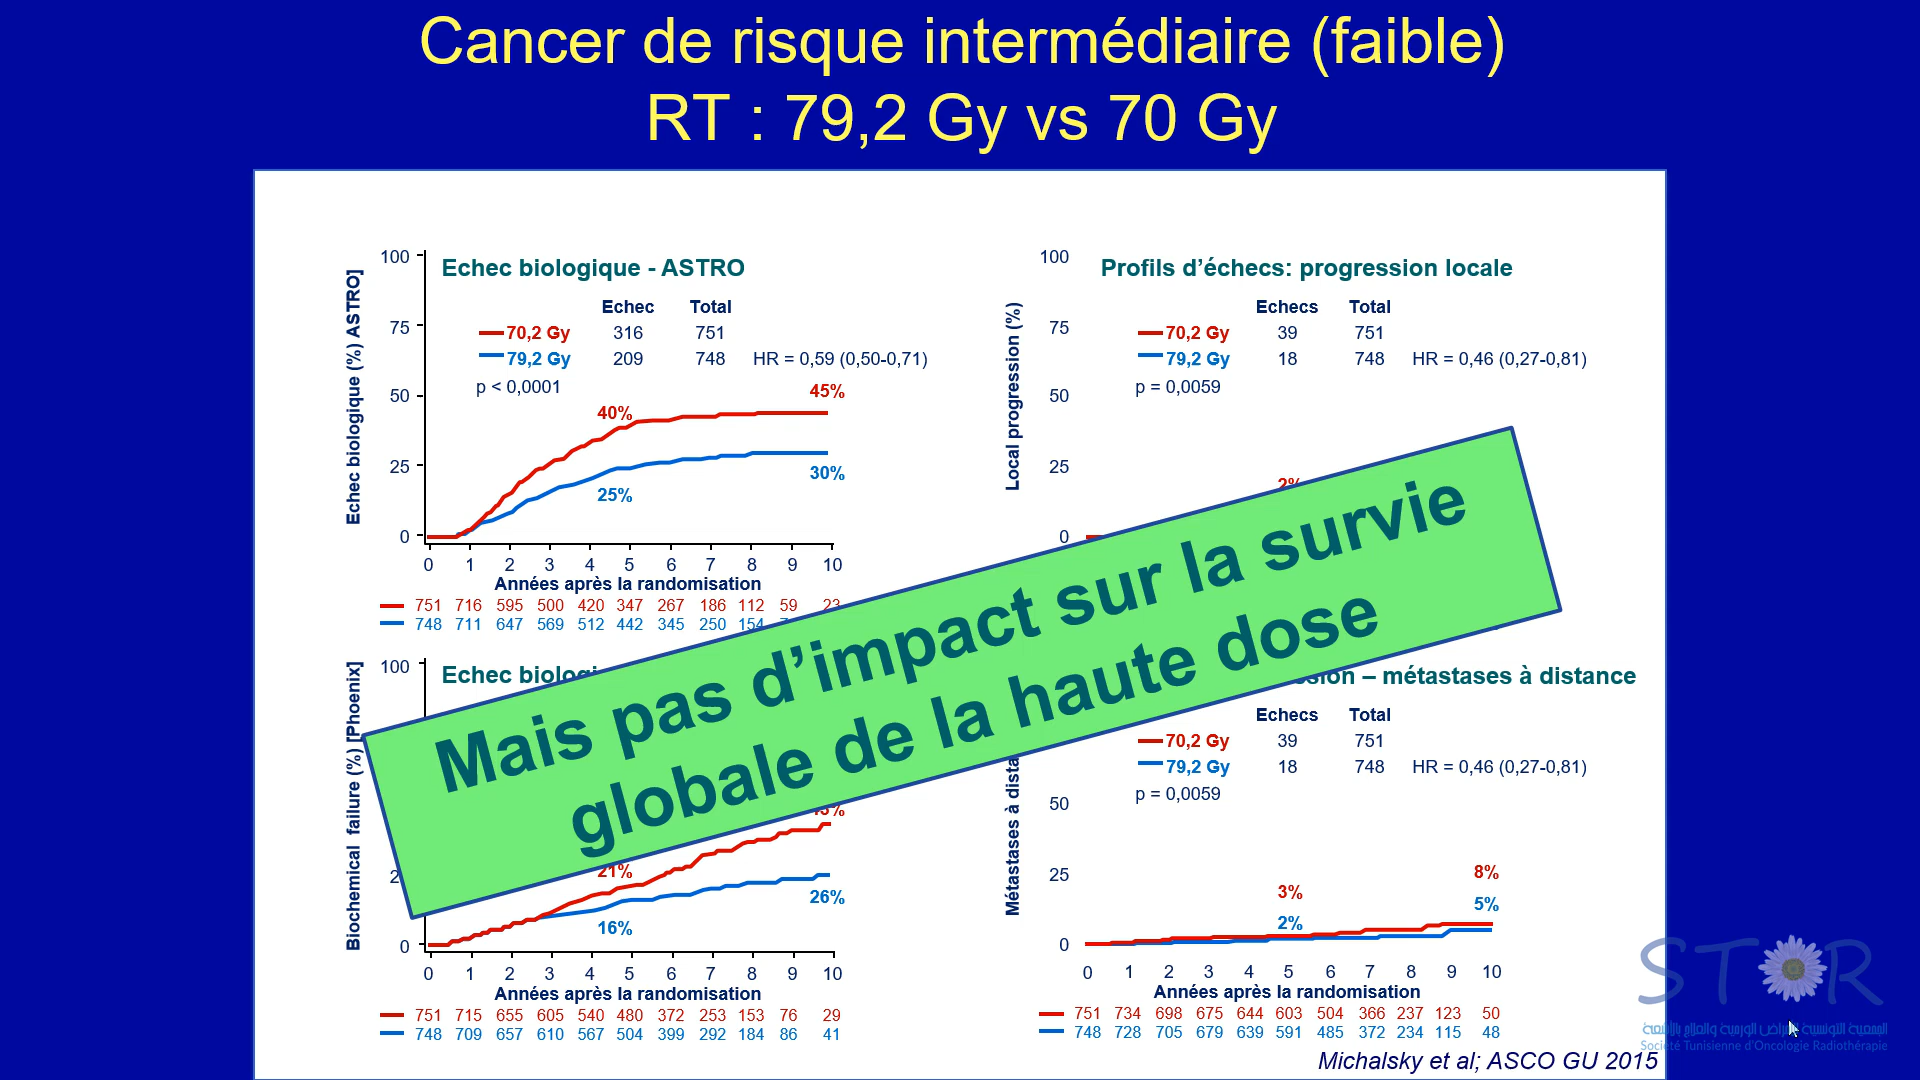 Cancer de risque intermédiaire (faible)
RT : 79,2 Gy vs 70 Gy
Echec biologique (%) ASTRO]
100
75
50
25
0
Echec biologique - ASTRO
Echec Total
70,2 Gy 316 751
79,2 Gy 209 748 HR = 0,59 (0,50-0,71)
p < 0,0001
45%
40%
30%
25%
0 1 2 3 4 5 6 7 8 9 10
Années après la randomisation
751 716 595 500 420 347 267 186 112 59 23
748 711 647 569 512 442 345 250 154
Local progression (%)
100
75
50
25
0
Profils d’échecs: progression locale
Echecs Total
70,2 Gy 39 751
79,2 Gy 18 748 HR = 0,46 (0,27-0,81)
p = 0,0059
2%
Mais pas d’impact sur la survie
globale de la haute dose
Biochemical failure (%) [Phoenix]
100
0
Echec
21%
26%
16%
0 1 2 3 4 5 6 7 8 9 10
Années après la randomisation
751 715 655 605 540 480 372 253 153 76 29
748 709 657 610 567 504 399 292 184 86 41
Métastases à
50
25
0
– métastases à distance
Echecs Total
70,2 Gy 39 751
79,2 Gy 18 748 HR = 0,46 (0,27-0,81)
p = 0,0059
8%
3%
5%
2%
0 1 2 3 4 5 6 7 8 9 10
Années après la randomisation
751 734 698 675 644 603 504 366 237 123 50
748 728 705 679 639 591 485 372 234 115 48
Michalsky et al; ASCO GU 2015
STOR
Société Tunisienne d'Oncologie Radiothérapie